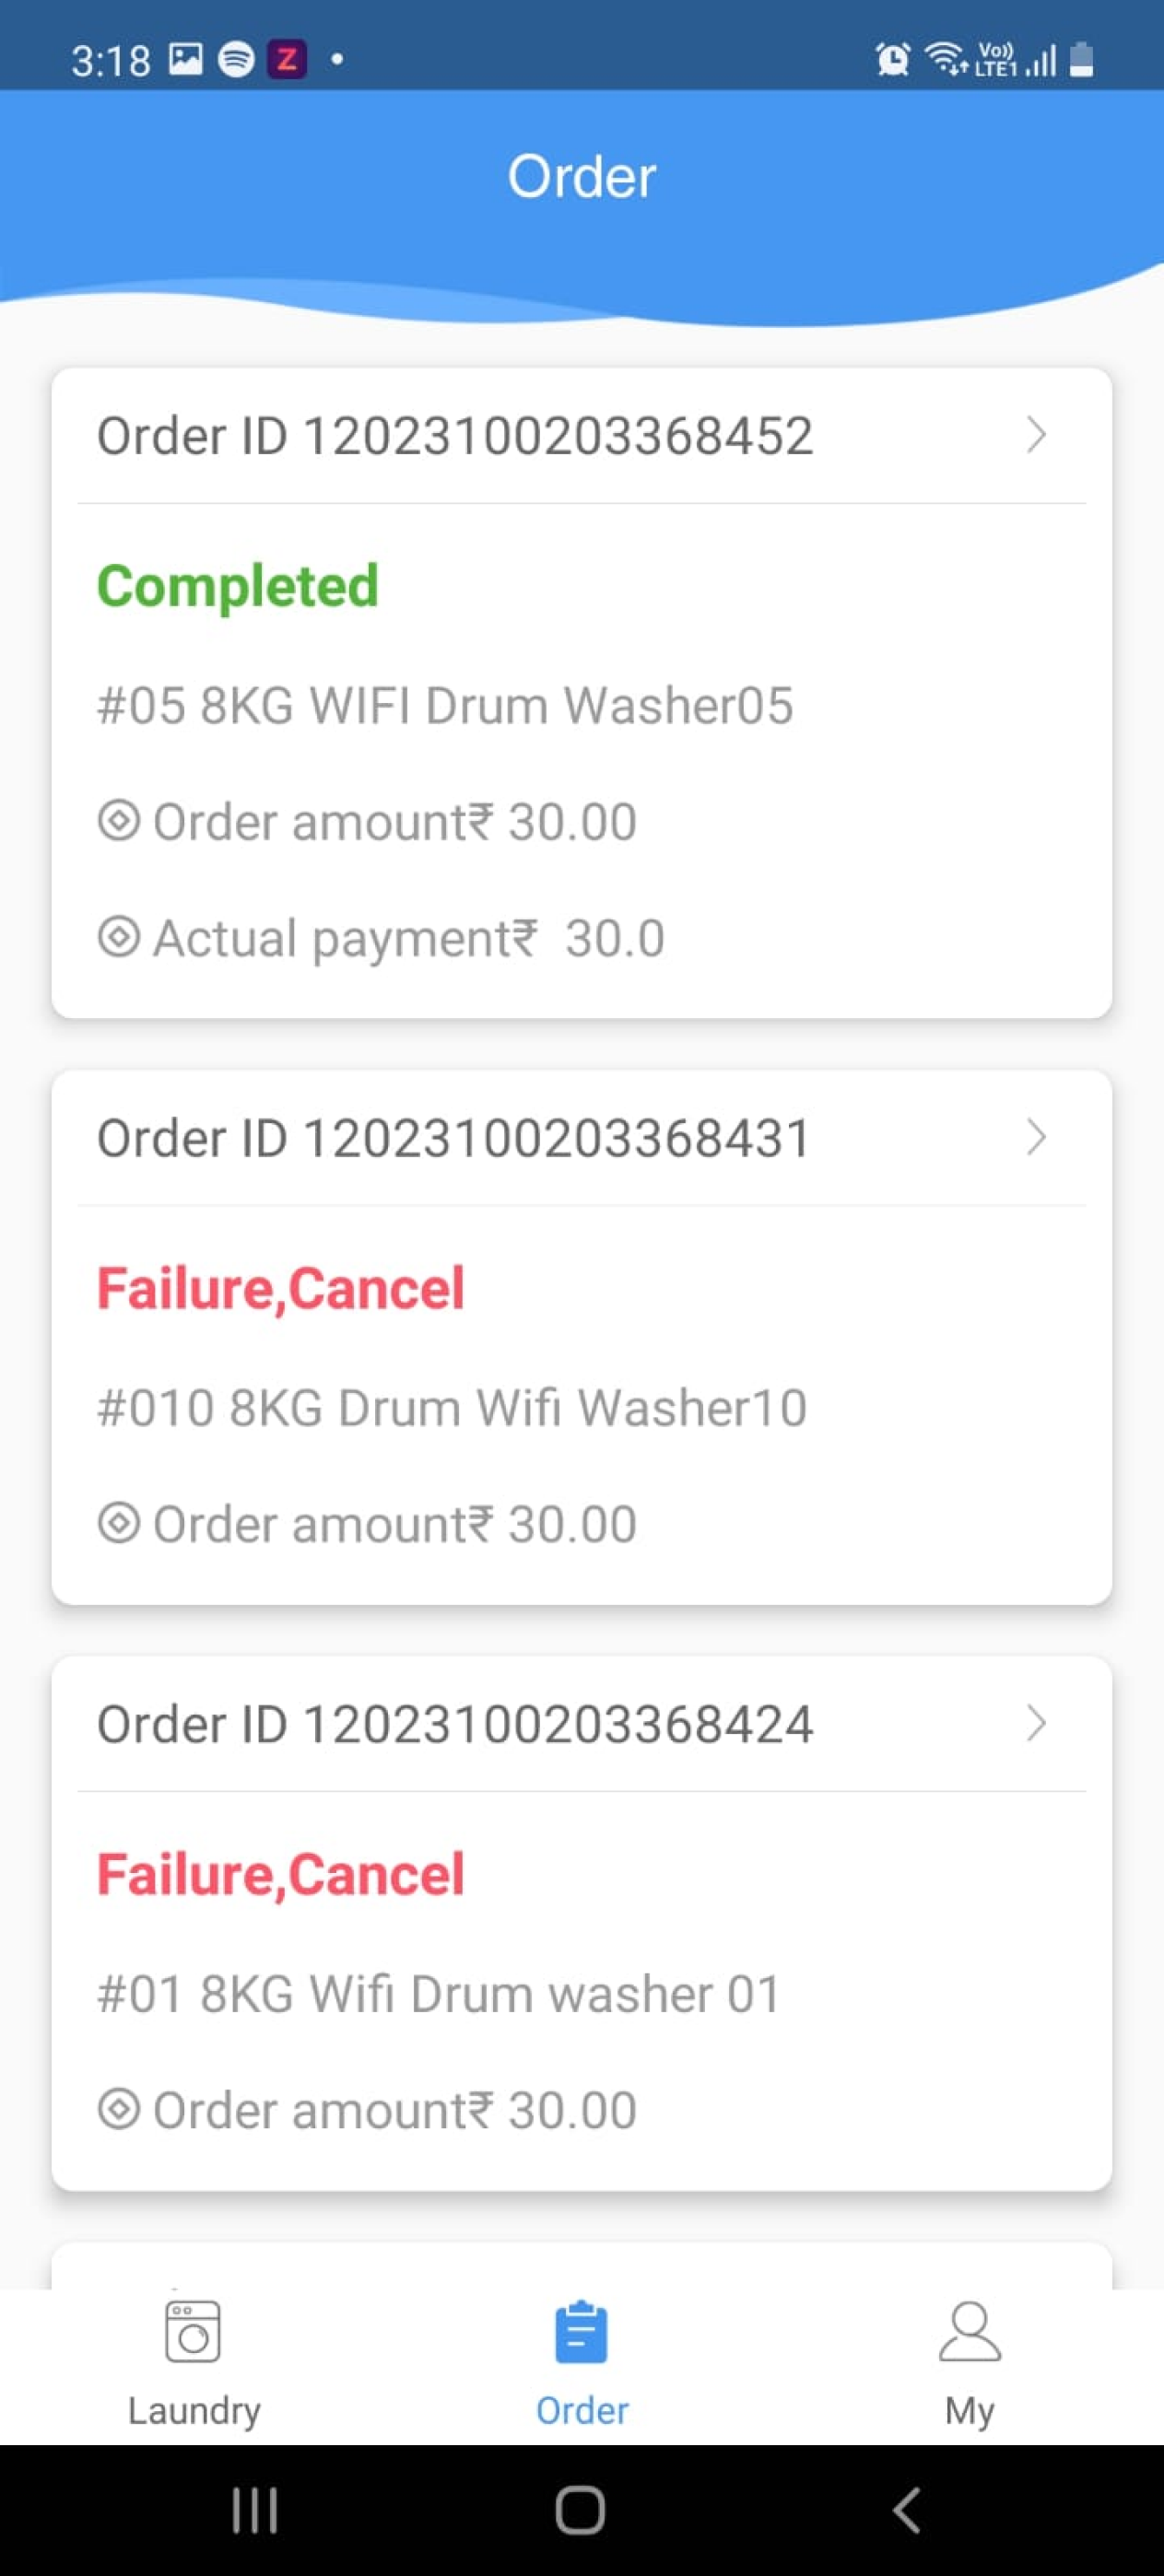 3:18
Z
Vo))
LTE1
Order
Order ID 12023100203368452
Completed
#05 8KG WIFI Drum Washer05
Order amount₹ 30.00
Actual payment₹ 30.0
Order ID 12023100203368431
Failure,Cancel
#010 8KG Drum Wifi Washer10
Order amount₹ 30.00
Order ID 12023100203368424
Failure,Cancel
#01 8KG Wifi Drum washer 01
Order amount₹ 30.00
Laundry
Order
My